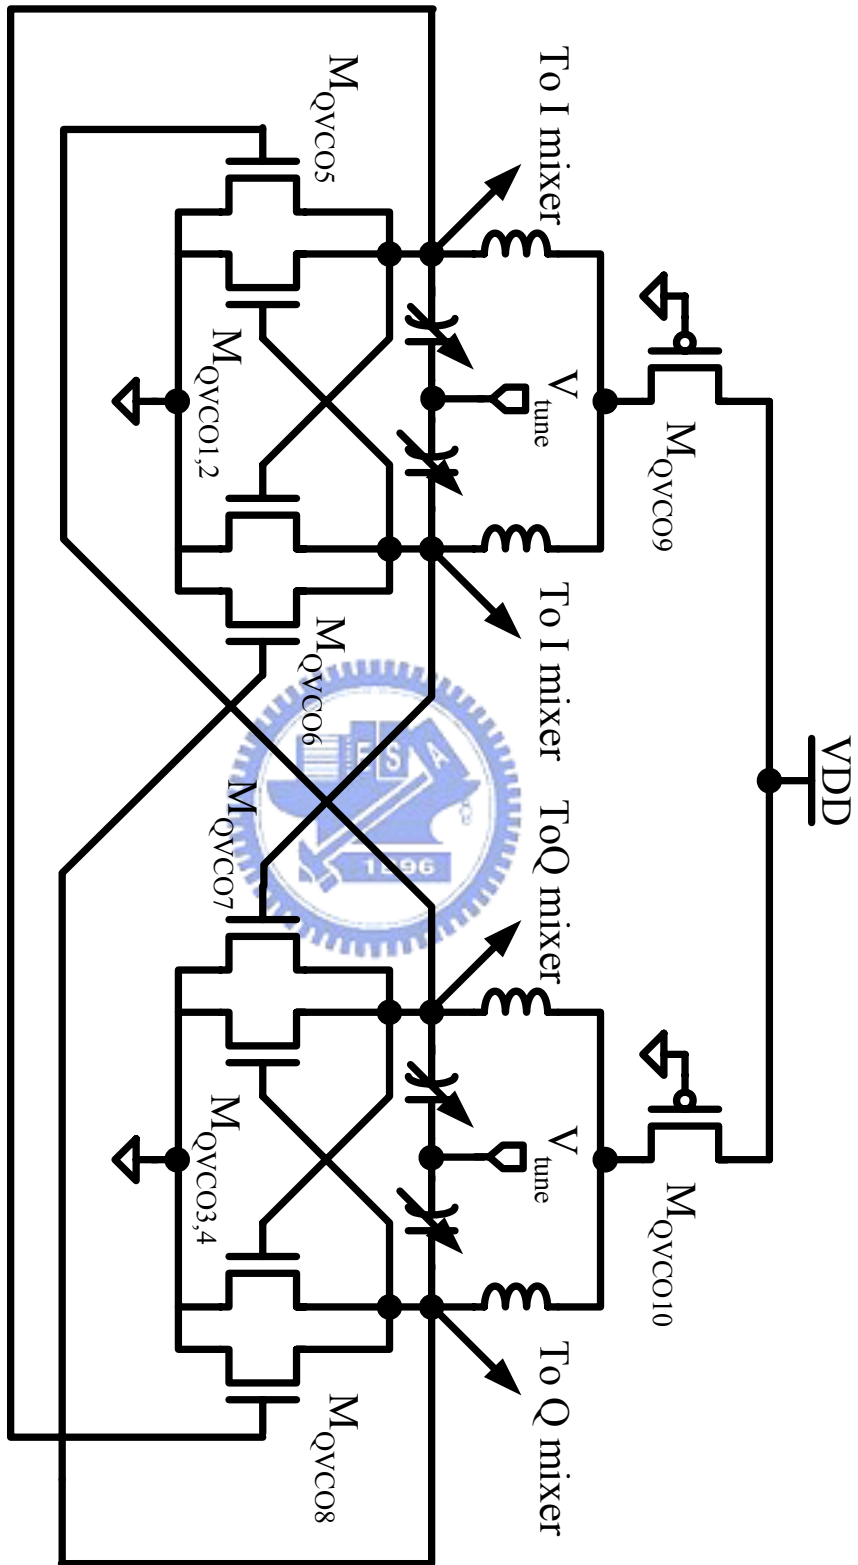 VDD
M_QVCO9
M_QVCO10
To I mixer
V_tune
To I mixer
ToQ mixer
V_tune
To Q mixer
M_QVCO5
M_QVCO1,2
M_QVCO6
M_QVCO7
M_QVCO3,4
M_QVCO8
E S A
1896